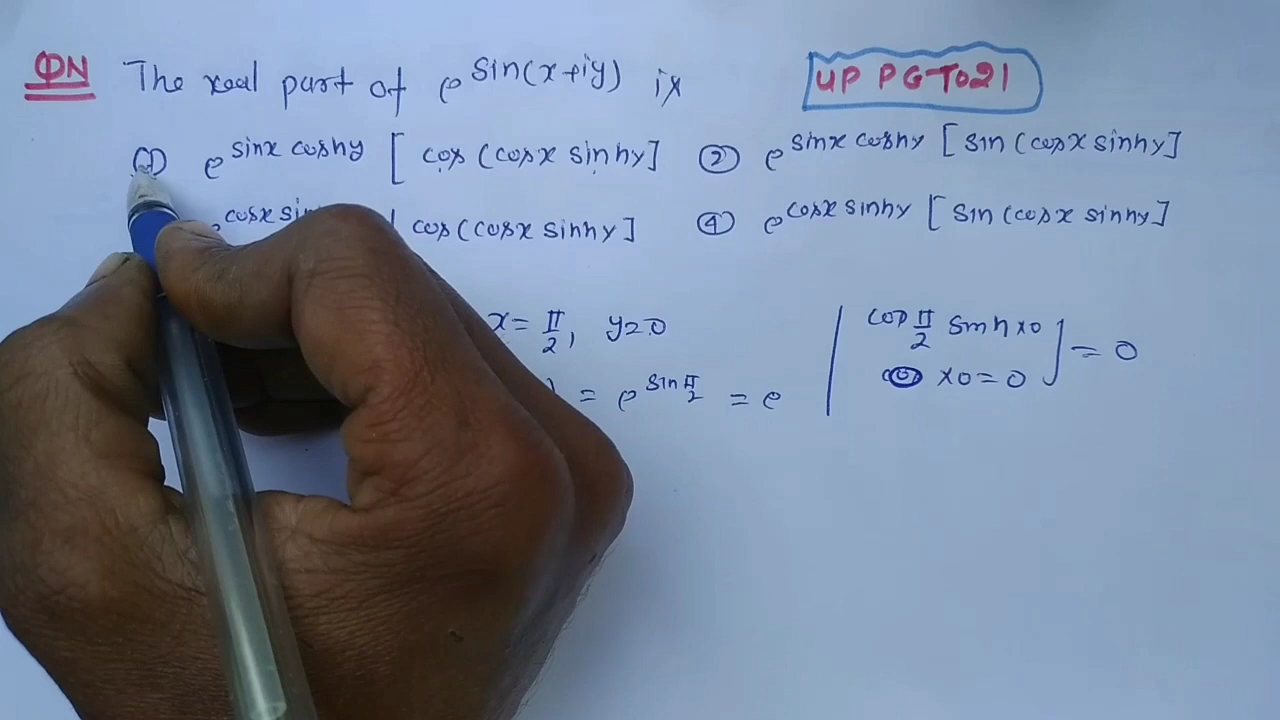 QN The real part of e^sin(x+iy) is
UP PGT021
(1) e^sinx coshy [cos(cosx sinhy]
(2) e^sinx coshy [sin(cosx sinhy]
e^cosx [cos(cosx sinhy]
(4) e^cosx sinhy [sin(cosx sinhy]
x = π/2, y=0
= e^sin π/2 = e
cos π/2 sinh×0
×0=0 ] = 0